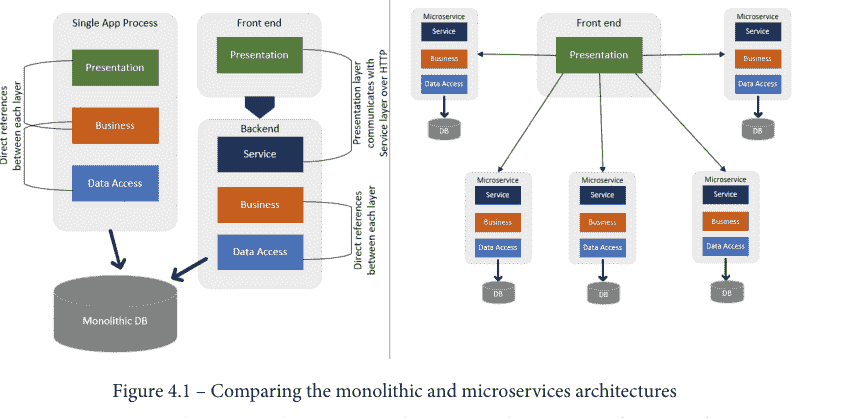 Single App Process
Presentation
Business
Data Access
Direct references
between each layer
Front end
Presentation
Backend
Service
Business
Data Access
Presentation layer
communicates with
Service layer over HTTP
Direct references
between each layer
Monolithic DB
Microservice
Service
Business
Data Access
DB
Front end
Presentation
Microservice
Service
Business
Data Access
DB
Microservice
Service
Business
Data Access
DB
Microservice
Service
Business
Data Access
DB
Microservice
Service
Business
Data Access
DB
Figure 4.1 – Comparing the monolithic and microservices architectures